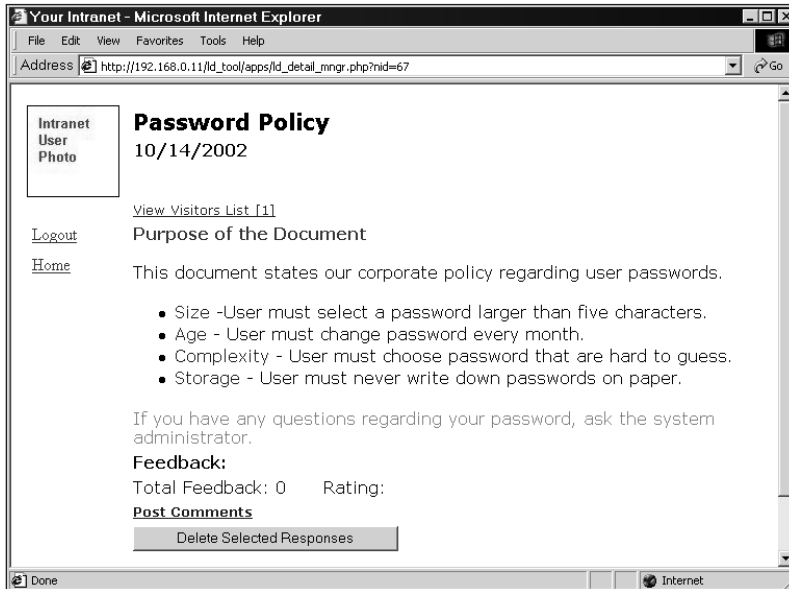 Your Intranet - Microsoft Internet Explorer
File Edit View Favorites Tools Help
Address http://192.168.0.11/ld_tool/apps/ld_detail_mngr.php?nid=67 Go
Intranet
User
Photo
Password Policy
10/14/2002
View Visitors List [1]
Logout
Purpose of the Document
Home
This document states our corporate policy regarding user passwords.
• Size -User must select a password larger than five characters.
• Age - User must change password every month.
• Complexity - User must choose password that are hard to guess.
• Storage - User must never write down passwords on paper.
If you have any questions regarding your password, ask the system
administrator.
Feedback:
Total Feedback: 0 Rating:
Post Comments
Delete Selected Responses
Done Internet